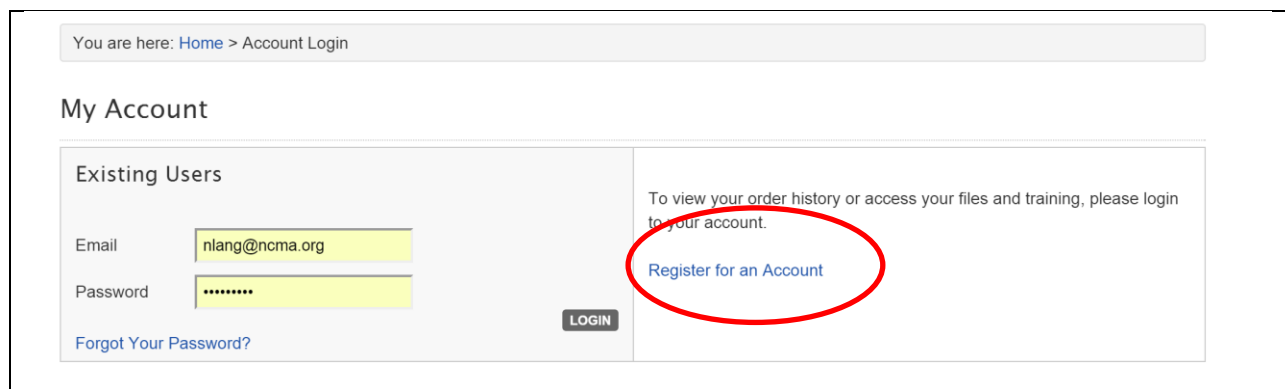 You are here: Home > Account Login
My Account
Existing Users
Email nlang@ncma.org
Password •••••••••
LOGIN
Forgot Your Password?
To view your order history or access your files and training, please login
to your account.
Register for an Account